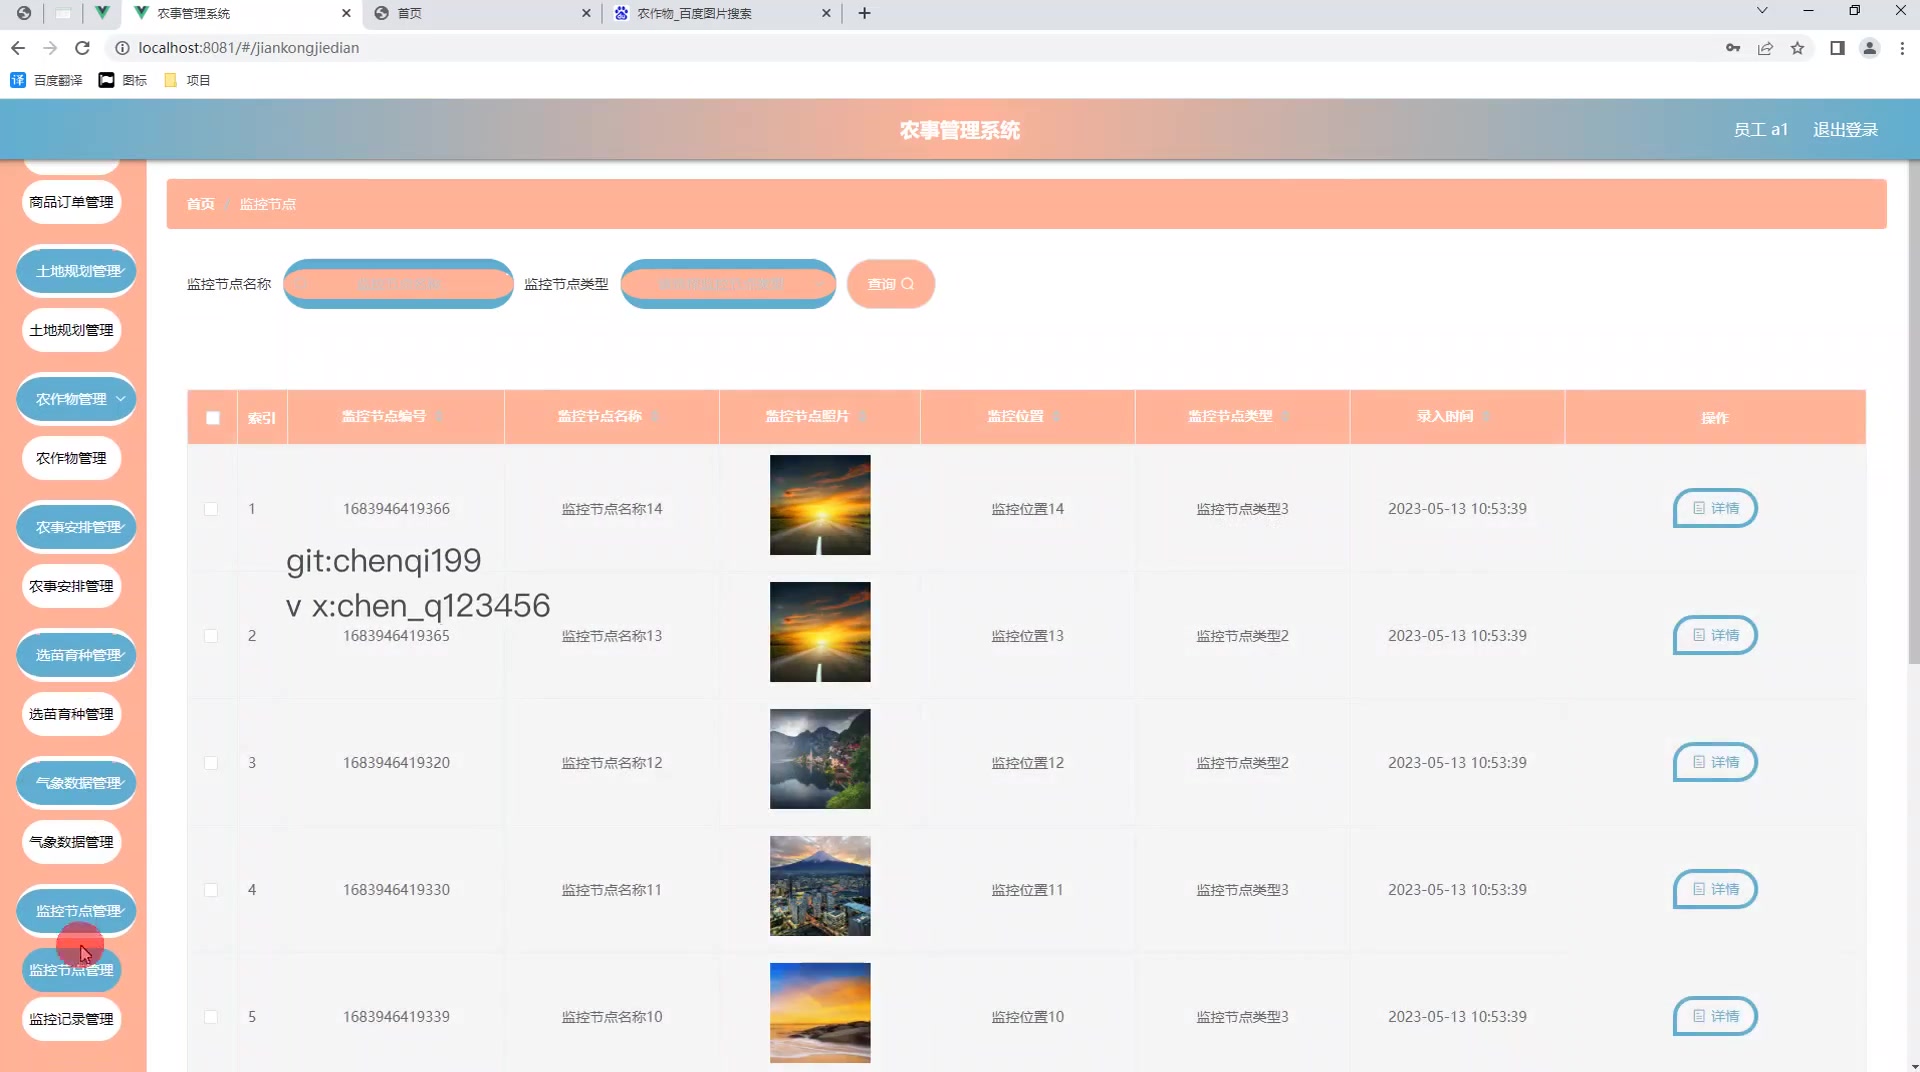 农事管理系统
首页
农作物_百度图片搜索
localhost:8081/#/jiankongjiedian
百度翻译
图标
项目
农事管理系统
员工 a1
退出登录
商品订单管理
土地规划管理
土地规划管理
农作物管理
农作物管理
农事安排管理
农事安排管理
选苗育种管理
选苗育种管理
气象数据管理
气象数据管理
监控节点管理
监控节点管理
监控记录管理
首页 / 监控节点
监控节点名称
监控节点类型
查询
索引 监控节点编号 监控节点名称 监控节点照片 监控位置 监控节点类型 录入时间 操作
1 1683946419366 监控节点名称14 监控位置14 监控节点类型3 2023-05-13 10:53:39 详情
git:chenqi199
v x:chen_q123456
2 1683946419365 监控节点名称13 监控位置13 监控节点类型2 2023-05-13 10:53:39 详情
3 1683946419320 监控节点名称12 监控位置12 监控节点类型2 2023-05-13 10:53:39 详情
4 1683946419330 监控节点名称11 监控位置11 监控节点类型3 2023-05-13 10:53:39 详情
5 1683946419339 监控节点名称10 监控位置10 监控节点类型3 2023-05-13 10:53:39 详情